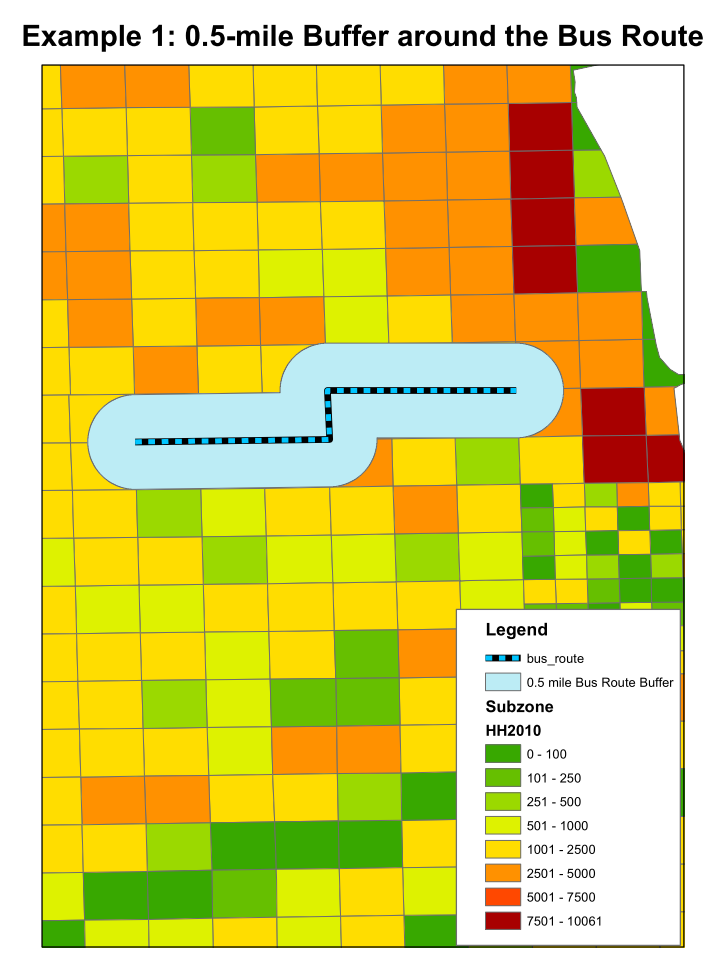 Example 1: 0.5-mile Buffer around the Bus Route
Legend
bus_route
0.5 mile Bus Route Buffer
Subzone
HH2010
0 - 100
101 - 250
251 - 500
501 - 1000
1001 - 2500
2501 - 5000
5001 - 7500
7501 - 10061